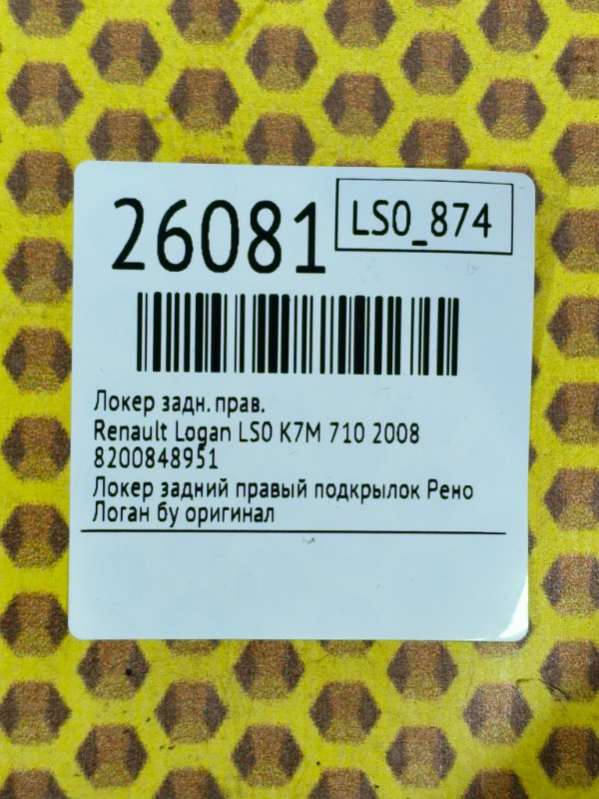 26081
LS0_874
Локер задн. прав.
Renault Logan LS0 K7M 710 2008
8200848951
Локер задний правый подкрылок Рено
Логан бу оригинал